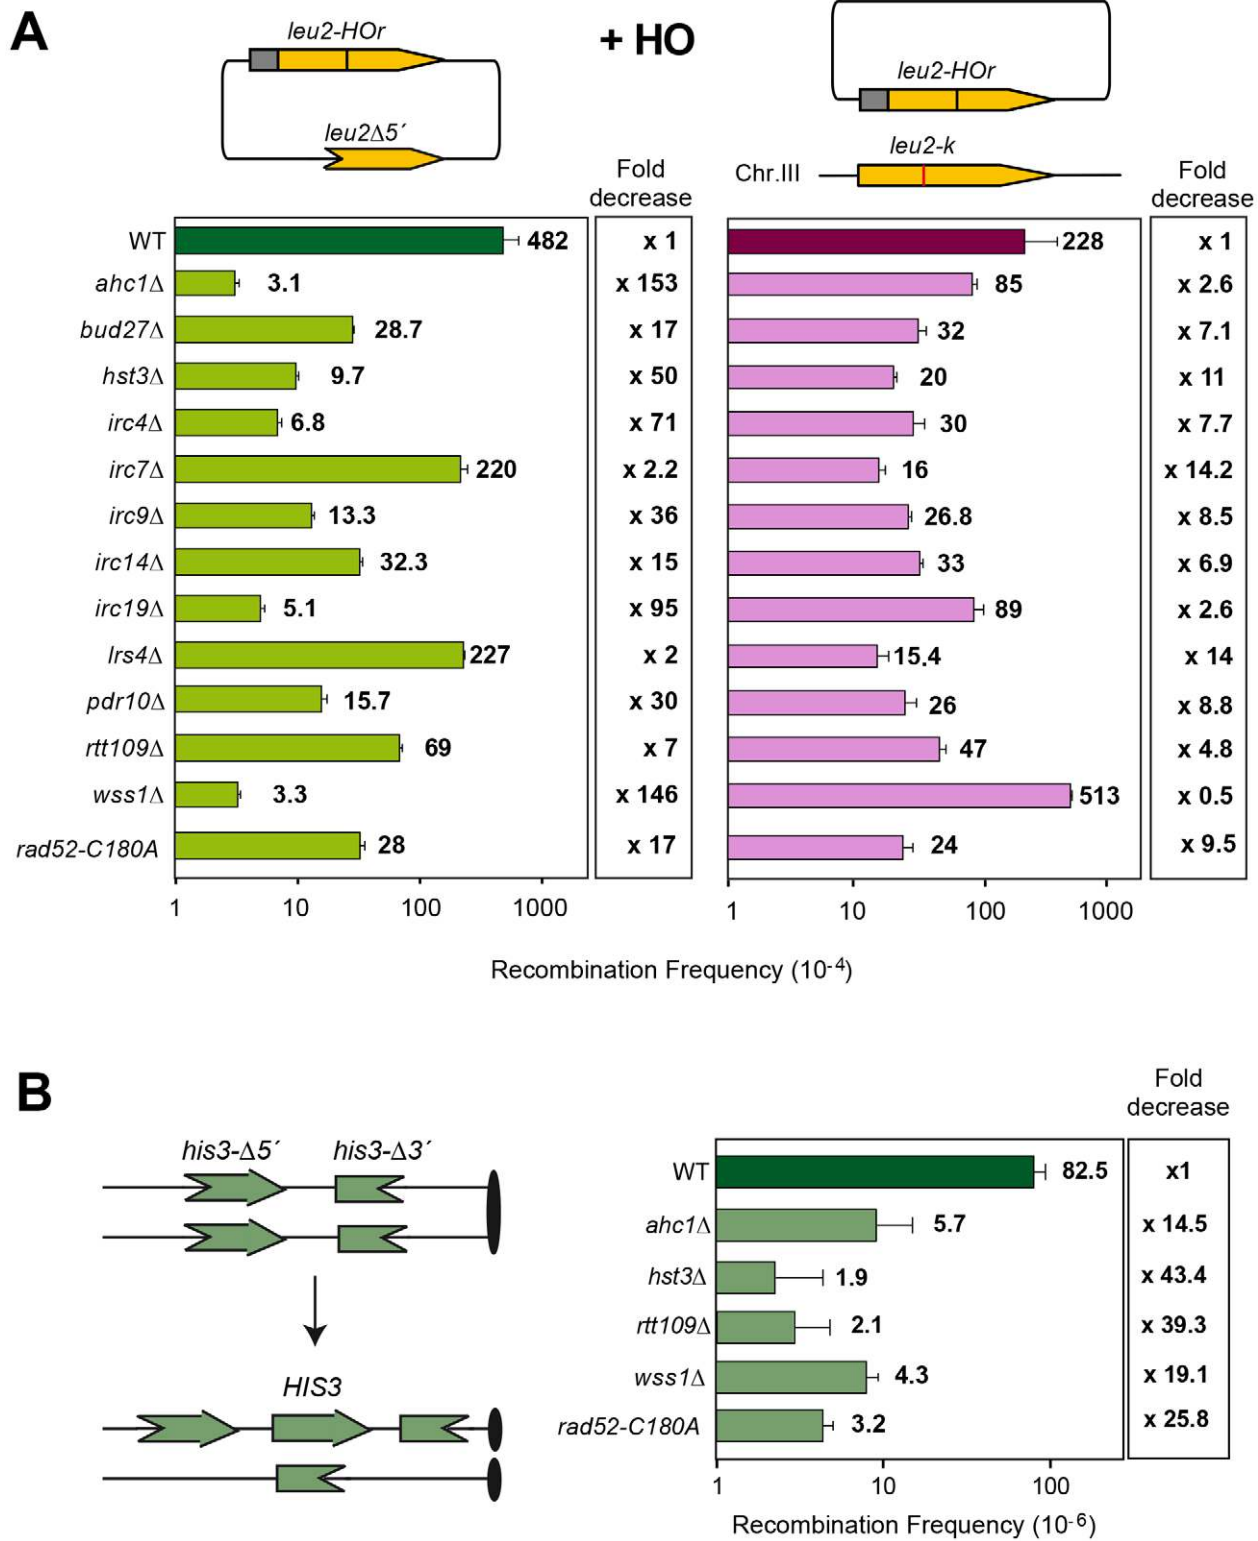 A
leu2-HOr
leu2Δ5´
+ HO
leu2-HOr
leu2-k
Chr.III
Fold
decrease
Fold
decrease
WT 482 x 1 228 x 1
ahc1Δ 3.1 x 153 85 x 2.6
bud27Δ 28.7 x 17 32 x 7.1
hst3Δ 9.7 x 50 20 x 11
irc4Δ 6.8 x 71 30 x 7.7
irc7Δ 220 x 2.2 16 x 14.2
irc9Δ 13.3 x 36 26.8 x 8.5
irc14Δ 32.3 x 15 33 x 6.9
irc19Δ 5.1 x 95 89 x 2.6
lrs4Δ 227 x 2 15.4 x 14
pdr10Δ 15.7 x 30 26 x 8.8
rtt109Δ 69 x 7 47 x 4.8
wss1Δ 3.3 x 146 513 x 0.5
rad52-C180A 28 x 17 24 x 9.5
1 10 100 1000 1 10 100 1000
Recombination Frequency (10⁻⁴)
B
his3-Δ5´ his3-Δ3´
HIS3
Fold
decrease
WT 82.5 x1
ahc1Δ 5.7 x 14.5
hst3Δ 1.9 x 43.4
rtt109Δ 2.1 x 39.3
wss1Δ 4.3 x 19.1
rad52-C180A 3.2 x 25.8
1 10 100
Recombination Frequency (10⁻⁶)